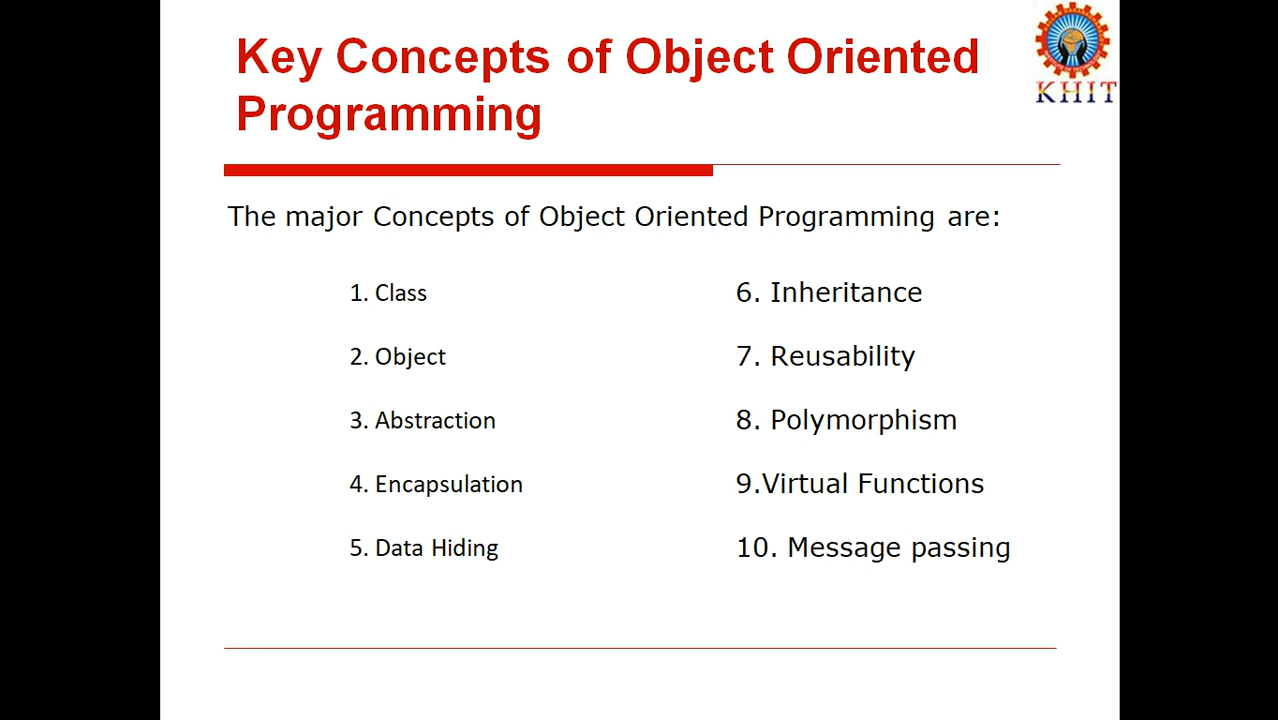 Key Concepts of Object Oriented
Programming
KHIT
The major Concepts of Object Oriented Programming are:
1. Class
2. Object
3. Abstraction
4. Encapsulation
5. Data Hiding
6. Inheritance
7. Reusability
8. Polymorphism
9.Virtual Functions
10. Message passing